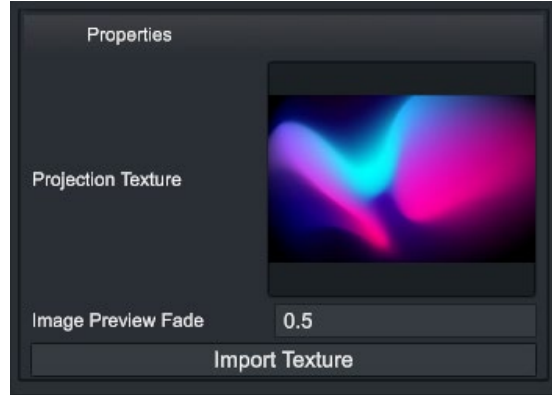 Properties
Projection Texture
Image Preview Fade 0.5
Import Texture